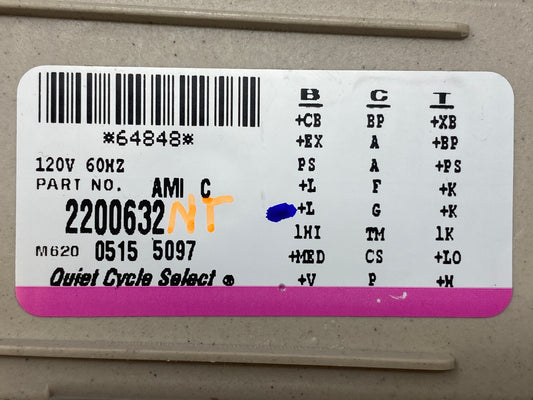 *64848*
120V 60HZ
PART NO. AMI C
2200632 NT
M620 0515 5097
Quiet Cycle Select
B C T
+CB BP +XB
+EX A +BP
PS A +PS
+L F +K
+L G +K
1HI TM 1K
+MED CS +LO
+V P +W